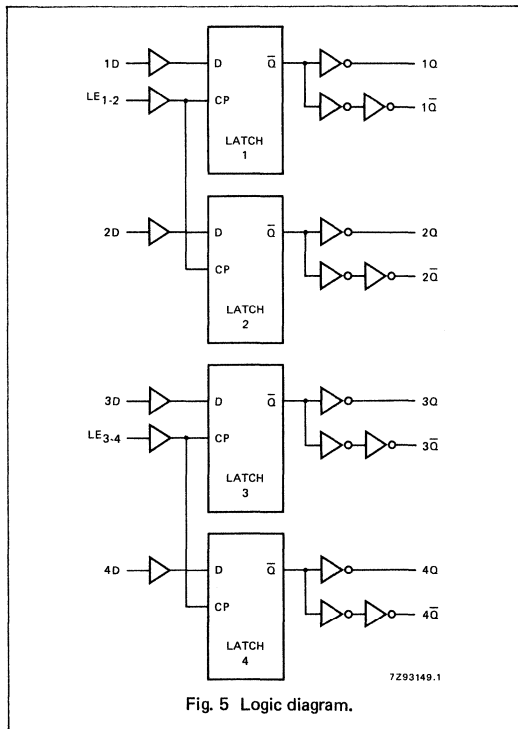 1D D Q̅ 1Q
LE1-2 CP 1Q̅
LATCH
1
2D D Q̅ 2Q
CP 2Q̅
LATCH
2
3D D Q̅ 3Q
LE3-4 CP 3Q̅
LATCH
3
4D D Q̅ 4Q
CP 4Q̅
LATCH
4
7Z93149.1
Fig. 5 Logic diagram.